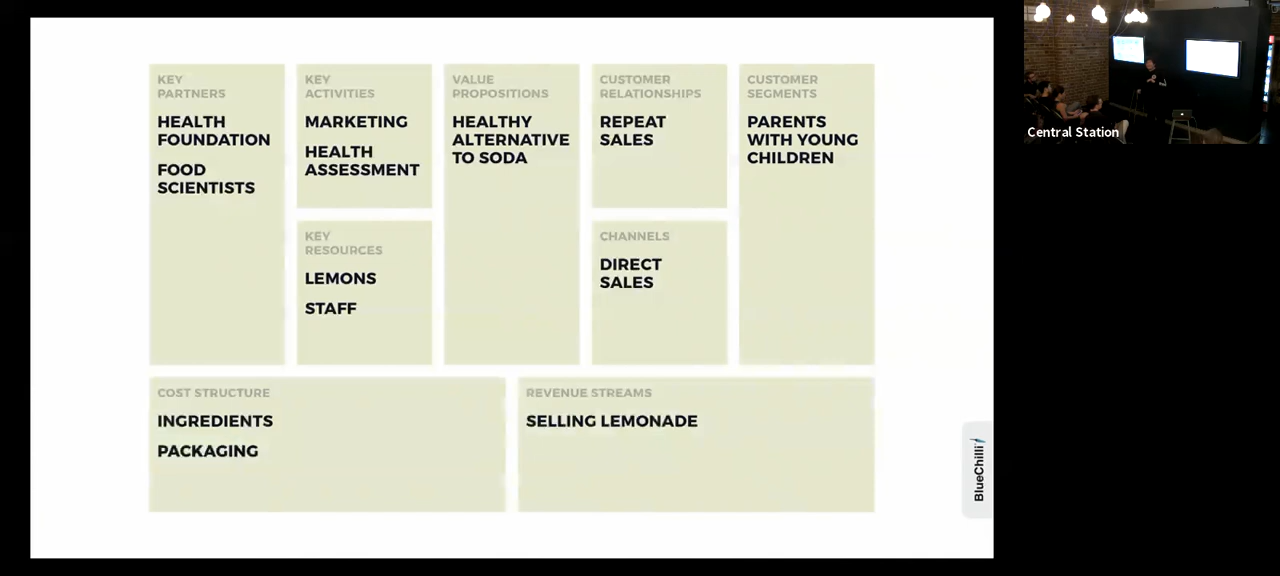 KEY
PARTNERS
HEALTH
FOUNDATION
FOOD
SCIENTISTS
KEY
ACTIVITIES
MARKETING
HEALTH
ASSESSMENT
KEY
RESOURCES
LEMONS
STAFF
VALUE
PROPOSITIONS
HEALTHY
ALTERNATIVE
TO SODA
CUSTOMER
RELATIONSHIPS
REPEAT
SALES
CHANNELS
DIRECT
SALES
CUSTOMER
SEGMENTS
PARENTS
WITH YOUNG
CHILDREN
COST STRUCTURE
INGREDIENTS
PACKAGING
REVENUE STREAMS
SELLING LEMONADE
BlueChilli
Central Station